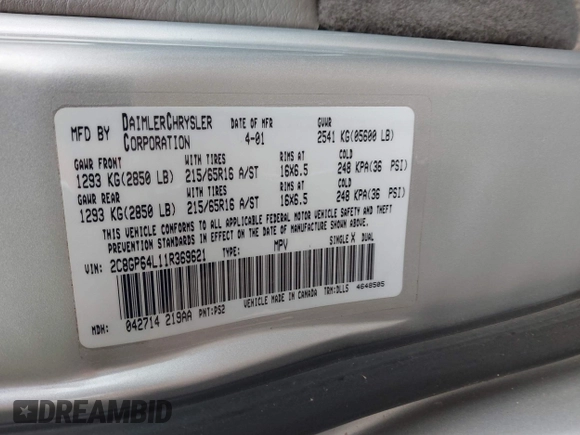 MFD BY DAIMLERCHRYSLER CORPORATION DATE OF MFR 4-01 GVWR 2541 KG(05600 LB)
GAWR FRONT WITH TIRES RIMS AT COLD
1293 KG(2850 LB) 215/65R16 A/ST 16X6.5 248 KPA(36 PSI)
GAWR REAR WITH TIRES RIMS AT COLD
1293 KG(2850 LB) 215/65R16 A/ST 16X6.5 248 KPA(36 PSI)
THIS VEHICLE CONFORMS TO ALL APPLICABLE FEDERAL MOTOR VEHICLE SAFETY AND THEFT
PREVENTION STANDARDS IN EFFECT ON THE DATE OF MANUFACTURE SHOWN ABOVE.
VIN: 2C8GP64L11R369621 TYPE: MPV SINGLE X DUAL
MDH: 042714 219AA PNT:PS2 VEHICLE MADE IN CANADA TRM:DLL5 4648505
DREAMBID